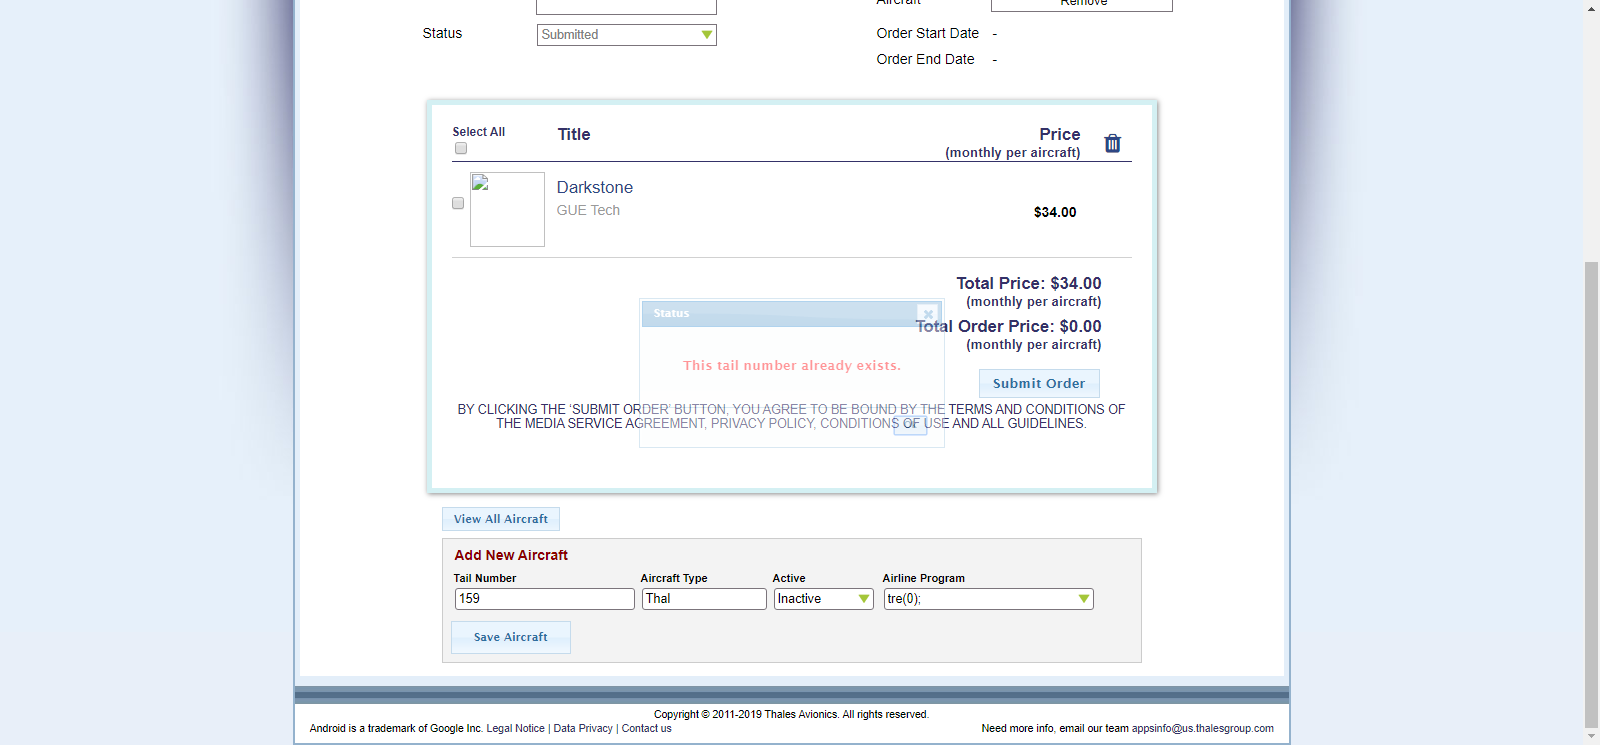 Aircraft
Remove
Status
Submitted
Order Start Date -
Order End Date -
Select All
Title
Price
(monthly per aircraft)
Darkstone
GUE Tech
$34.00
Total Price: $34.00
(monthly per aircraft)
Status
Total Order Price: $0.00
(monthly per aircraft)
This tail number already exists.
Submit Order
BY CLICKING THE 'SUBMIT ORDER' BUTTON, YOU AGREE TO BE BOUND BY THE TERMS AND CONDITIONS OF
THE MEDIA SERVICE AGREEMENT, PRIVACY POLICY, CONDITIONS OF USE AND ALL GUIDELINES.
View All Aircraft
Add New Aircraft
Tail Number Aircraft Type Active Airline Program
159 Thal Inactive tre(0);
Save Aircraft
Copyright © 2011-2019 Thales Avionics. All rights reserved.
Android is a trademark of Google Inc. Legal Notice | Data Privacy | Contact us
Need more info, email our team appsinfo@us.thalesgroup.com